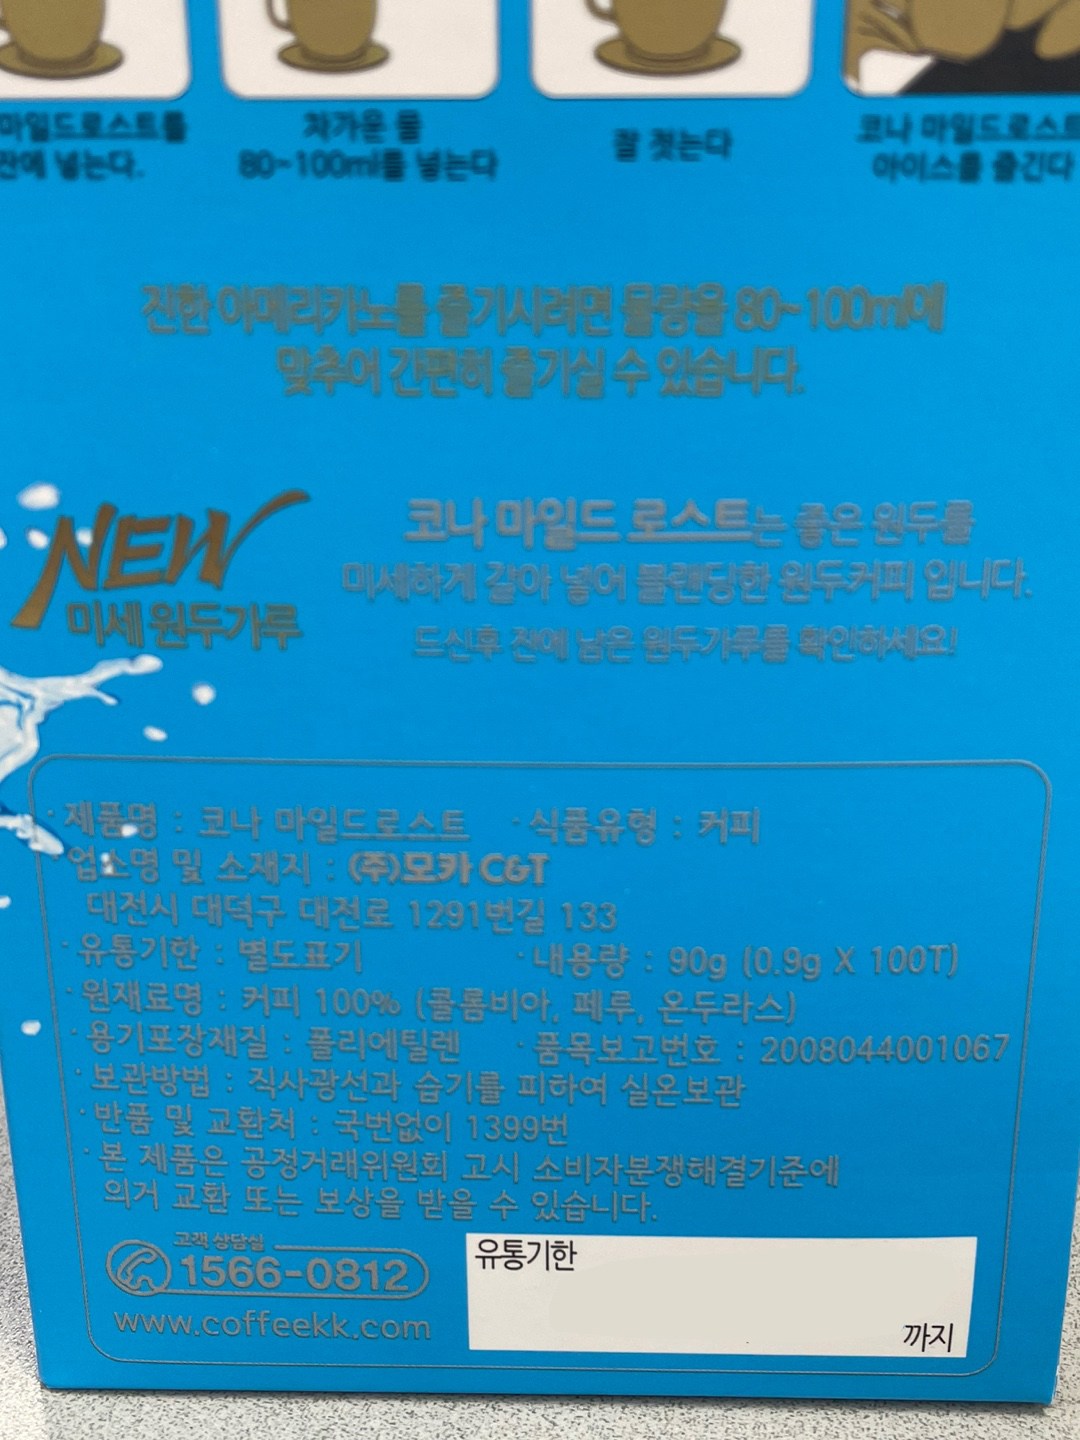 마일드로스트를
잔에 넣는다.
차가운 물
80~100ml를 넣는다
잘 젓는다
코나 마일드로스트
아이스를 즐긴다
진한 아메리카노를 즐기시려면 물량을 80~100ml에
맞추어 간편히 즐기실 수 있습니다.
NEW
미세 원두가루
코나 마일드 로스트는 좋은 원두를
미세하게 갈아 넣어 블랜딩한 원두커피 입니다.
드신후 잔에 남은 원두가루를 확인하세요!
· 제품명 : 코나 마일드로스트 · 식품유형 : 커피
· 업소명 및 소재지 : (주)모카 C&T
대전시 대덕구 대전로 1291번길 133
· 유통기한 : 별도표기 · 내용량 : 90g (0.9g X 100T)
· 원재료명 : 커피 100% (콜롬비아, 페루, 온두라스)
· 용기포장재질 : 폴리에틸렌 · 품목보고번호 : 2008044001067
· 보관방법 : 직사광선과 습기를 피하여 실온보관
· 반품 및 교환처 : 국번없이 1399번
· 본 제품은 공정거래위원회 고시 소비자분쟁해결기준에
의거 교환 또는 보상을 받을 수 있습니다.
고객 상담실
1566-0812
www.coffeekk.com
유통기한
까지